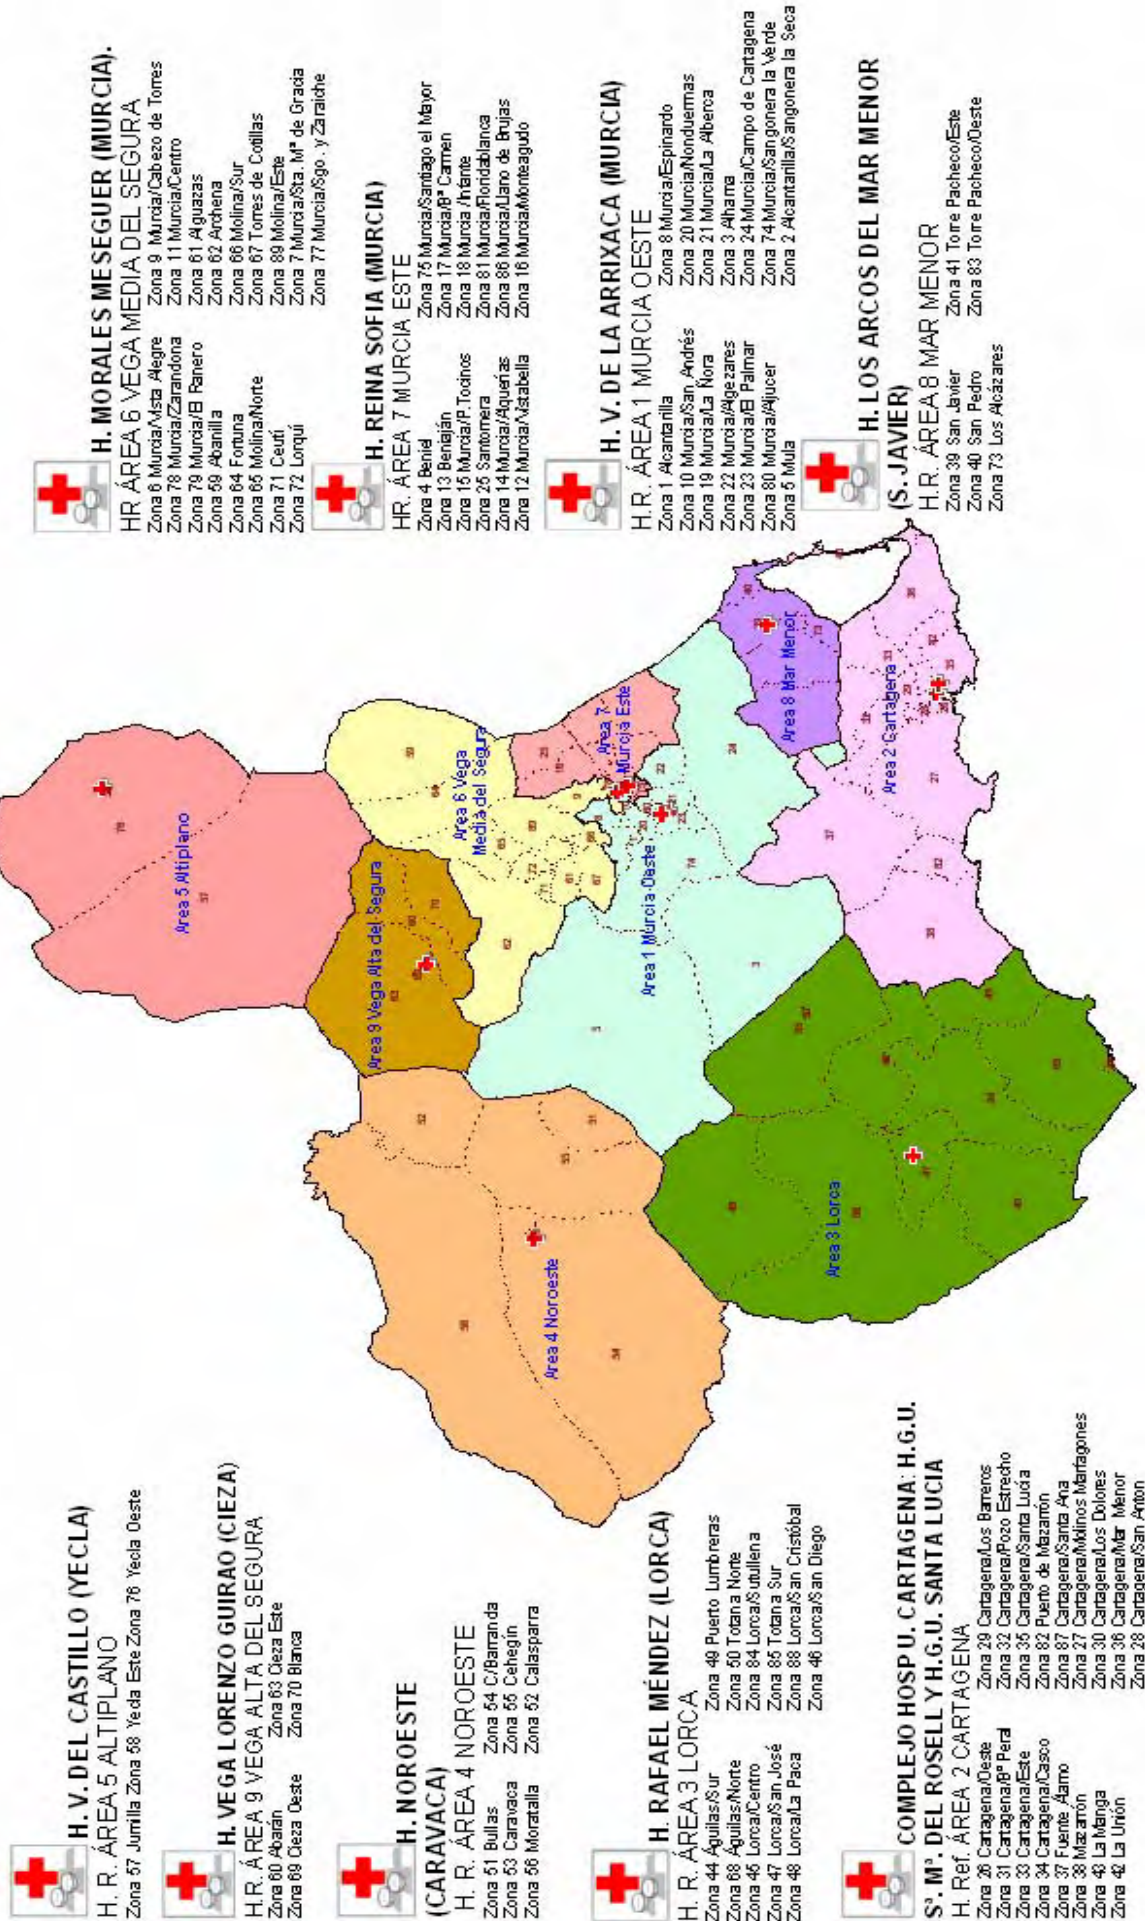 H. V. DEL CASTILLO (YECLA)
H. R. ÁREA 5 ALTIPLANO
Zona 57 Jumilla Zona 58 Yecla Este Zona 76 Yecla Oeste
H. VEGA LORENZO GUIRAO (CIEZA)
H.R. ÁREA 9 VEGA ALTA DEL SEGURA
Zona 60 Abarán Zona 63 Cieza Este
Zona 69 Cieza Oeste Zona 70 Blanca
H. NOROESTE
(CARAVACA)
H. R. ÁREA 4 NOROESTE
Zona 51 Bullas Zona 54 C/Barranda
Zona 53 Caravaca Zona 55 Cehegín
Zona 56 Moratalla Zona 52 Calasparra
H. RAFAEL MÉNDEZ (LORCA)
H. R. ÁREA 3 LORCA
Zona 44 Águilas/Sur Zona 49 Puerto Lumbreras
Zona 68 Águilas/Norte Zona 50 Totana Norte
Zona 45 Lorca/Centro Zona 84 Lorca/Sutullena
Zona 47 Lorca/San José Zona 85 Totana Sur
Zona 48 Lorca/La Paca Zona 88 Lorca/San Cristóbal
Zona 46 Lorca/San Diego
COMPLEJO HOSP U. CARTAGENA: H.G.U.
Sª. Mª. DEL ROSELL Y H.G.U. SANTA LUCIA
H. Ref. ÁREA 2 CARTAGENA
Zona 26 Cartagena/Oeste Zona 29 Cartagena/Los Barreros
Zona 31 Cartagena/Bª Peral Zona 32 Cartagena/Pozo Estrecho
Zona 33 Cartagena/Este Zona 35 Cartagena/Santa Lucía
Zona 34 Cartagena/Casco Zona 82 Puerto de Mazarrón
Zona 37 Fuente Álamo Zona 87 Cartagena/Santa Ana
Zona 38 Mazarrón Zona 27 Cartagena/Molinos Marfagones
Zona 43 La Manga Zona 30 Cartagena/Los Dolores
Zona 42 La Unión Zona 36 Cartagena/Mar Menor
Zona 28 Cartagena/San Anton
Area 5 Altiplano
Area 9 Vega Alta del Segura
Area 6 Vega
Media del Segura
Area 7
Murcia Este
Area 1 Murcia-Oeste
Area 8 Mar Menor
Area 2 Cartagena
Area 4 Noroeste
Area 3 Lorca
H. MORALES MESEGUER (MURCIA).
HR ÁREA 6 VEGA MEDIA DEL SEGURA
Zona 6 Murcia/Vista Alegre Zona 9 Murcia/Cabezo de Torres
Zona 78 Murcia/Zarandona Zona 11 Murcia/Centro
Zona 79 Murcia/El Ranero Zona 61 Alguazas
Zona 59 Abanilla Zona 62 Archena
Zona 64 Fortuna Zona 66 Molina/Sur
Zona 65 Molina/Norte Zona 67 Torres de Cotillas
Zona 71 Ceutí Zona 89 Molina/Este
Zona 72 Lorquí Zona 7 Murcia/Sta. Mª de Gracia
Zona 77 Murcia/Sgo. y Zaraiche
H. REINA SOFIA (MURCIA)
HR. ÁREA 7 MURCIA ESTE
Zona 4 Beniel Zona 75 Murcia/Santiago el Mayor
Zona 13 Beniaján Zona 17 Murcia/Bª Carmen
Zona 15 Murcia/P.Tocinos Zona 18 Murcia /Infante
Zona 25 Santomera Zona 81 Murcia/Floridablanca
Zona 14 Murcia/Alquerías Zona 86 Murcia/Llano de Brujas
Zona 12 Murcia/Vistabella Zona 16 Murcia/Monteagudo
H. V. DE LA ARRIXACA (MURCIA)
H.R. ÁREA 1 MURCIA OESTE
Zona 1 Alcantarilla Zona 8 Murcia/Espinardo
Zona 10 Murcia/San Andrés Zona 20 Murcia/Nonduermas
Zona 19 Murcia/La Ñora Zona 21 Murcia/La Alberca
Zona 22 Murcia/Algezares Zona 3 Alhama
Zona 23 Murcia/El Palmar Zona 24 Murcia/Campo de Cartagena
Zona 80 Murcia/Aljucer Zona 74 Murcia/Sangonera la Verde
Zona 5 Mula Zona 2 Alcantarilla/Sangonera la Seca
H. LOS ARCOS DEL MAR MENOR
(S. JAVIER)
H.R. ÁREA 8 MAR MENOR
Zona 39 San Javier Zona 41 Torre Pacheco/Este
Zona 40 San Pedro Zona 83 Torre Pacheco/Oeste
Zona 73 Los Alcázares